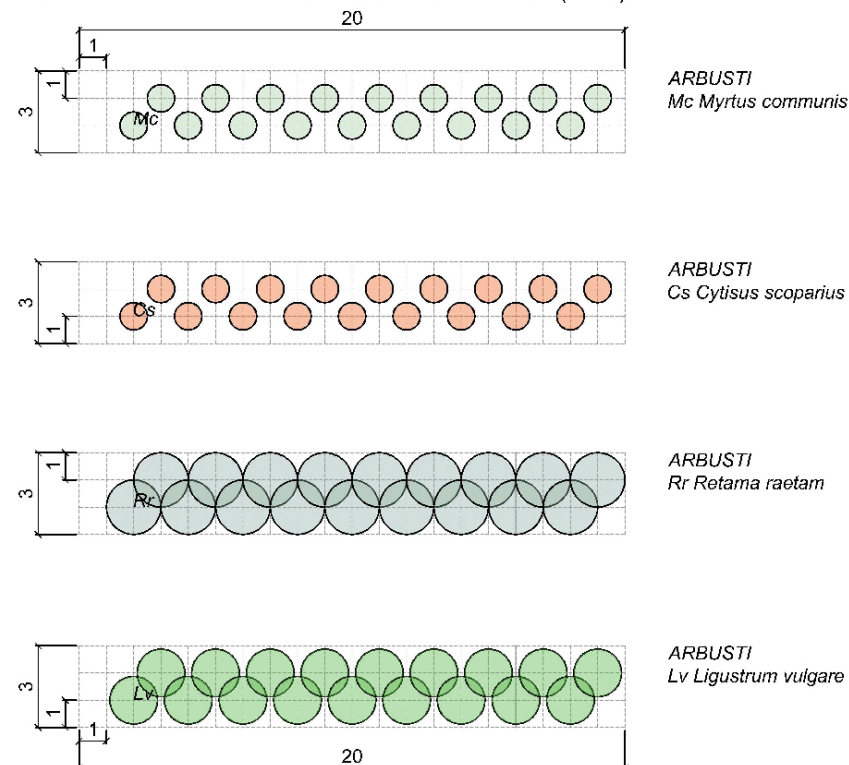 20
1
1
3
Mc
ARBUSTI
Mc Myrtus communis
3
1
Cs
ARBUSTI
Cs Cytisus scoparius
1
3
Rr
ARBUSTI
Rr Retama raetam
3
1
Lv
ARBUSTI
Lv Ligustrum vulgare
1
20